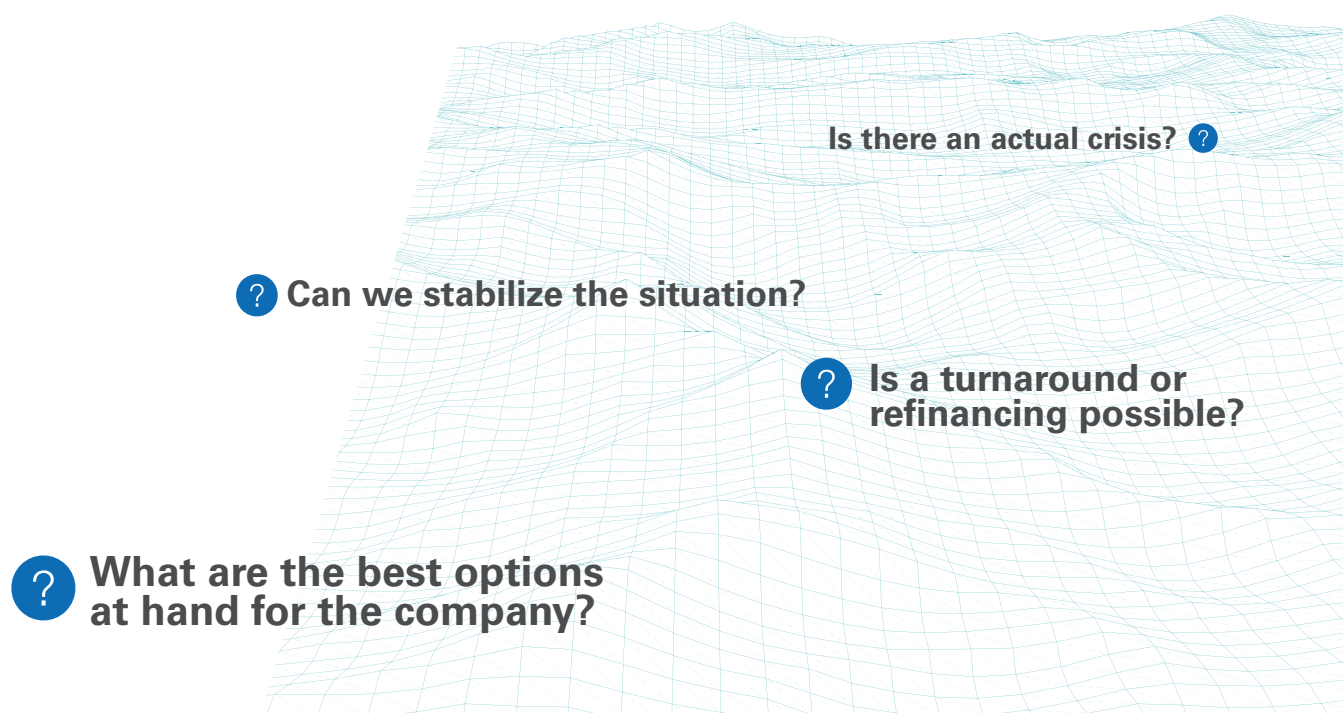 Is there an actual crisis? ?
? Can we stabilize the situation?
? Is a turnaround or
refinancing possible?
? What are the best options
at hand for the company?